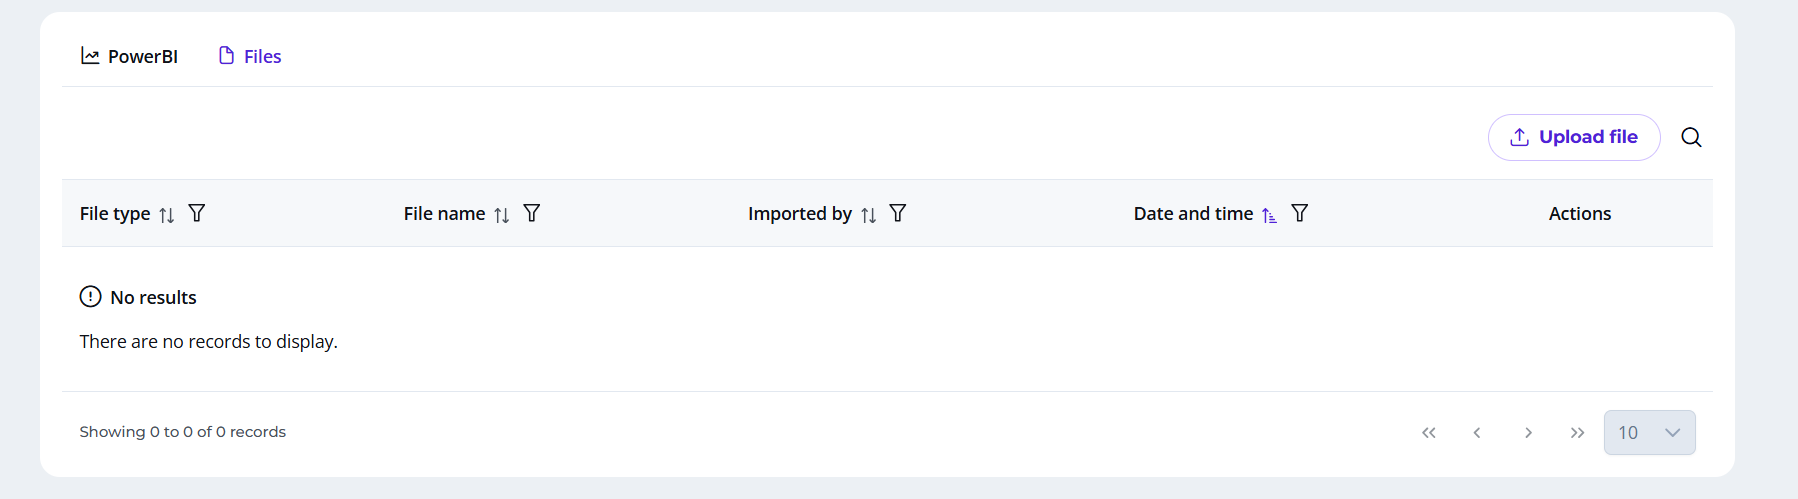 PowerBI Files
Upload file
File type File name Imported by Date and time Actions
No results
There are no records to display.
Showing 0 to 0 of 0 records 10